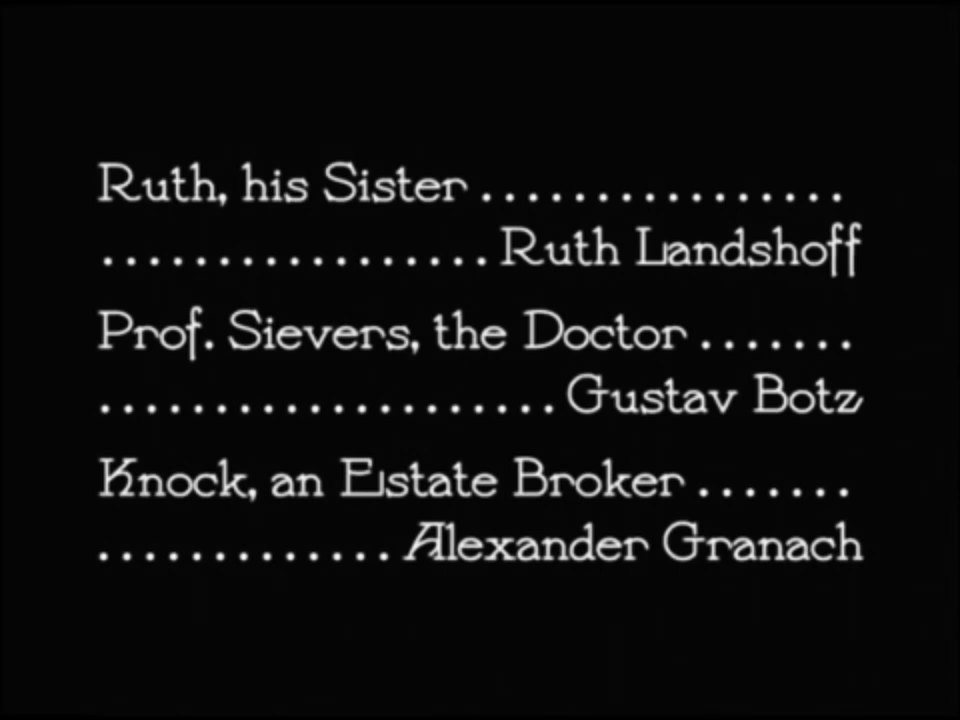 Ruth, his Sister . . . . . . . . . . . . . . . .
. . . . . . . . . . . . . . . . . Ruth Landshoff
Prof. Sievers, the Doctor . . . . . . .
. . . . . . . . . . . . . . . . . . . . Gustav Botz
Knock, an Estate Broker . . . . . . .
. . . . . . . . . . . . . Alexander Granach